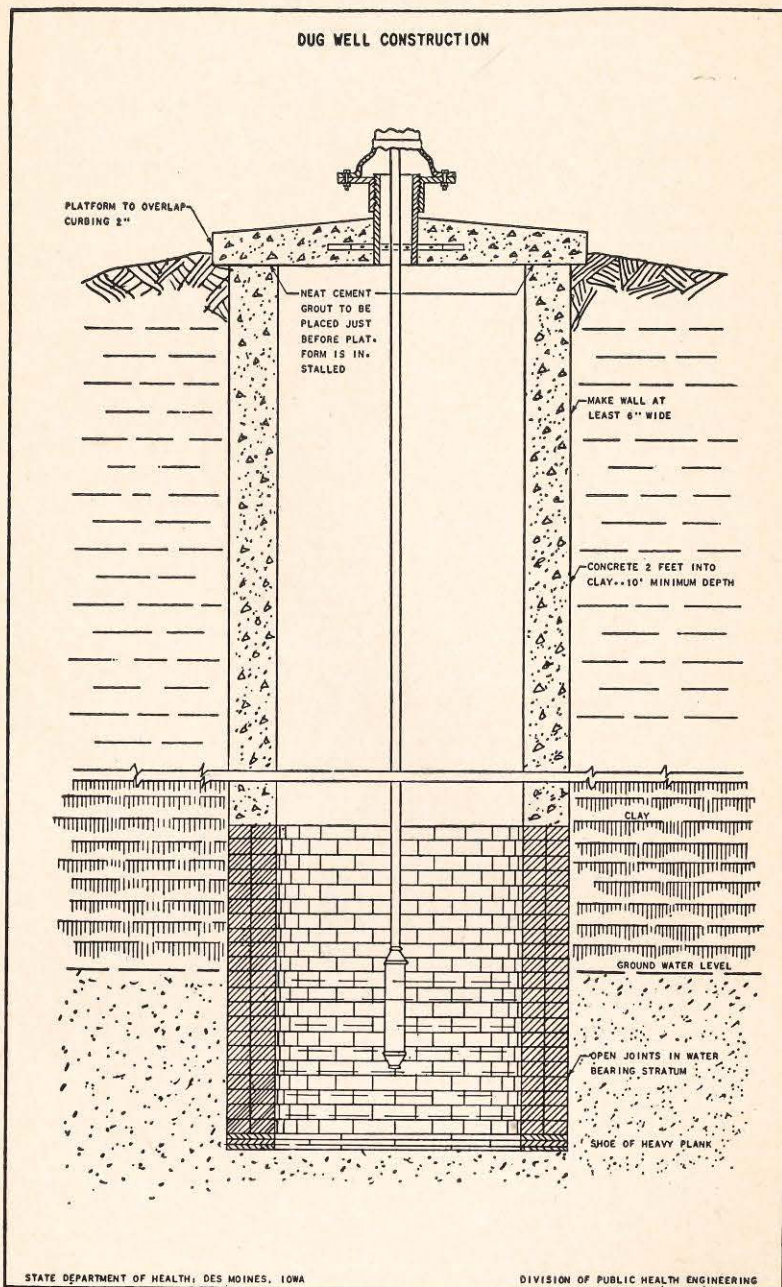 DUG WELL CONSTRUCTION
PLATFORM TO OVERLAP
CURBING 2"
NEAT CEMENT
GROUT TO BE
PLACED JUST
BEFORE PLAT-
FORM IS IN-
STALLED
MAKE WALL AT
LEAST 6" WIDE
CONCRETE 2 FEET INTO
CLAY--10' MINIMUM DEPTH
CLAY
GROUND WATER LEVEL
OPEN JOINTS IN WATER
BEARING STRATUM
SHOE OF HEAVY PLANK
STATE DEPARTMENT OF HEALTH; DES MOINES, IOWA
DIVISION OF PUBLIC HEALTH ENGINEERING